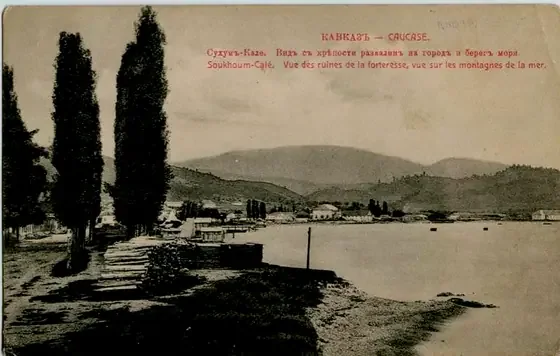 КАВКАЗЪ — CAUCASE.
Сухумъ-Кале. Видъ съ крѣпости развалинъ на городъ и берегъ моря.
Soukhoum-Calé. Vue des ruines de la forteresse, vue sur les montagnes de la mer.